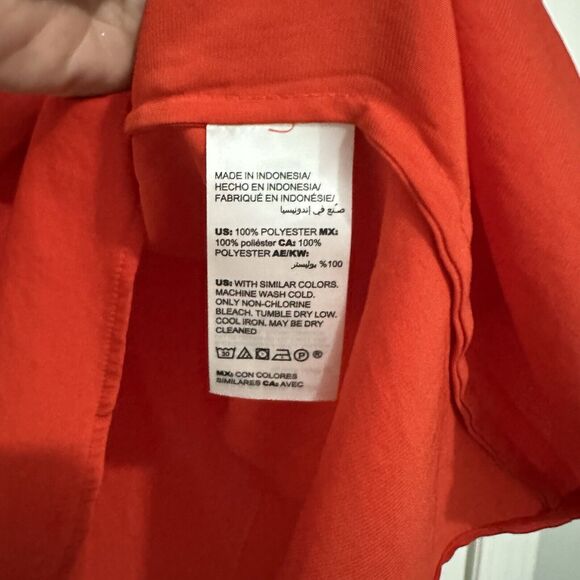 MADE IN INDONESIA/
HECHO EN INDONESIA/
FABRIQUÉ EN INDONÉSIE/
صنع في إندونيسيا
US: 100% POLYESTER MX:
100% poliéster CA: 100%
POLYESTER AE/KW:
100% بوليستر
US: WITH SIMILAR COLORS.
MACHINE WASH COLD.
ONLY NON-CHLORINE
BLEACH. TUMBLE DRY LOW.
COOL IRON. MAY BE DRY
CLEANED
30 P ®
MX: CON COLORES
SIMILARES CA: AVEC